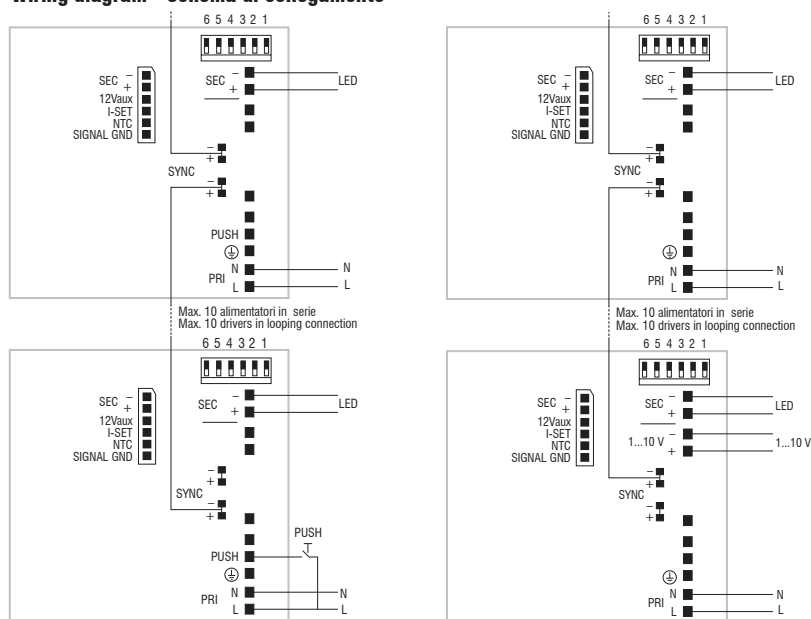 Wiring diagram - Schema di collegamento
6 5 4 3 2 1
SEC −
+
12Vaux
I-SET
NTC
SIGNAL GND
SEC −
+
LED
−
+
SYNC
−
+
PUSH
PRI
N
L
N
L
Max. 10 alimentatori in serie
Max. 10 drivers in looping connection
6 5 4 3 2 1
SEC −
+
12Vaux
I-SET
NTC
SIGNAL GND
SEC −
+
LED
−
+
SYNC
−
+
PUSH
PUSH
PRI
N
L
N
L
6 5 4 3 2 1
SEC −
+
12Vaux
I-SET
NTC
SIGNAL GND
SEC −
+
LED
−
+
SYNC
−
+
PRI
N
L
N
L
Max. 10 alimentatori in serie
Max. 10 drivers in looping connection
6 5 4 3 2 1
SEC −
+
12Vaux
I-SET
NTC
SIGNAL GND
SEC −
+
LED
1...10 V −
+
1...10 V
−
+
SYNC
−
+
PRI
N
L
N
L